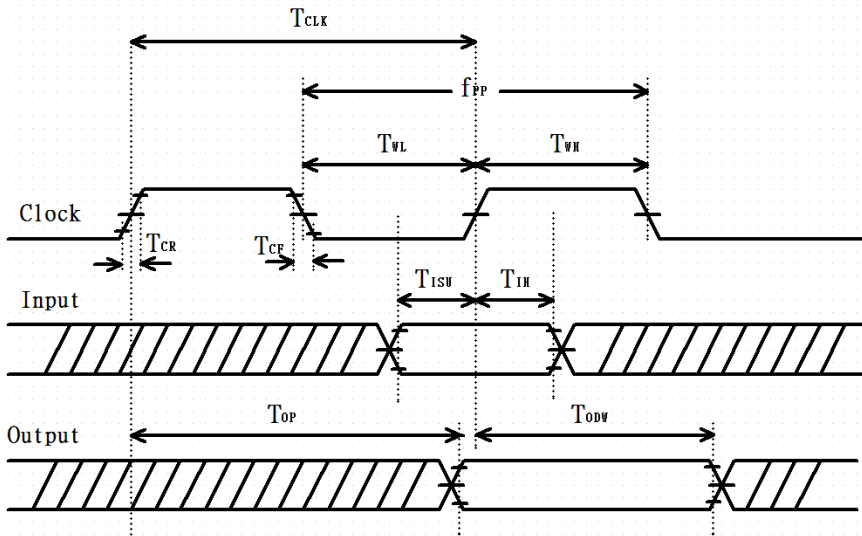 TCLK
fPP
TWL TWH
Clock
TCR TCF
TISU TIH
Input
TOP TODW
Output